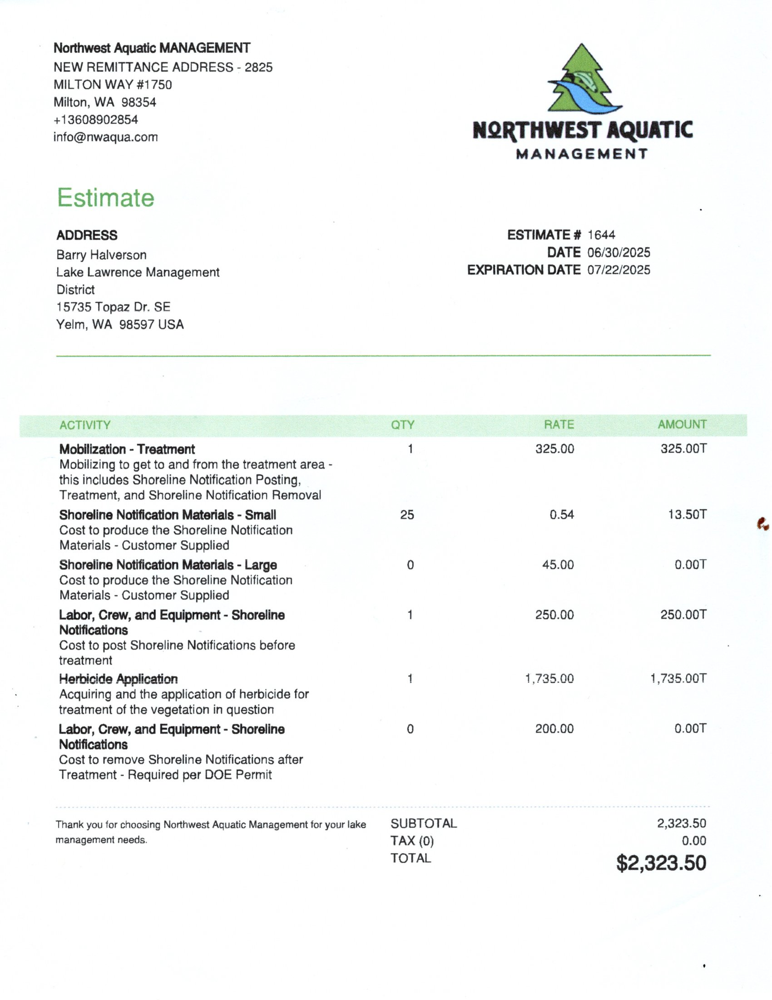 Northwest Aquatic MANAGEMENT
NEW REMITTANCE ADDRESS - 2825
MILTON WAY #1750
Milton, WA 98354
+13608902854
info@nwaqua.com
NORTHWEST AQUATIC
MANAGEMENT
Estimate
ADDRESS
Barry Halverson
Lake Lawrence Management
District
15735 Topaz Dr. SE
Yelm, WA 98597 USA
ESTIMATE # 1644
DATE 06/30/2025
EXPIRATION DATE 07/22/2025
ACTIVITY QTY RATE AMOUNT
Mobilization - Treatment 1 325.00 325.00T
Mobilizing to get to and from the treatment area -
this includes Shoreline Notification Posting,
Treatment, and Shoreline Notification Removal
Shoreline Notification Materials - Small 25 0.54 13.50T
Cost to produce the Shoreline Notification
Materials - Customer Supplied
Shoreline Notification Materials - Large 0 45.00 0.00T
Cost to produce the Shoreline Notification
Materials - Customer Supplied
Labor, Crew, and Equipment - Shoreline 1 250.00 250.00T
Notifications
Cost to post Shoreline Notifications before
treatment
Herbicide Application 1 1,735.00 1,735.00T
Acquiring and the application of herbicide for
treatment of the vegetation in question
Labor, Crew, and Equipment - Shoreline 0 200.00 0.00T
Notifications
Cost to remove Shoreline Notifications after
Treatment - Required per DOE Permit
Thank you for choosing Northwest Aquatic Management for your lake
management needs.
SUBTOTAL 2,323.50
TAX (0) 0.00
TOTAL $2,323.50